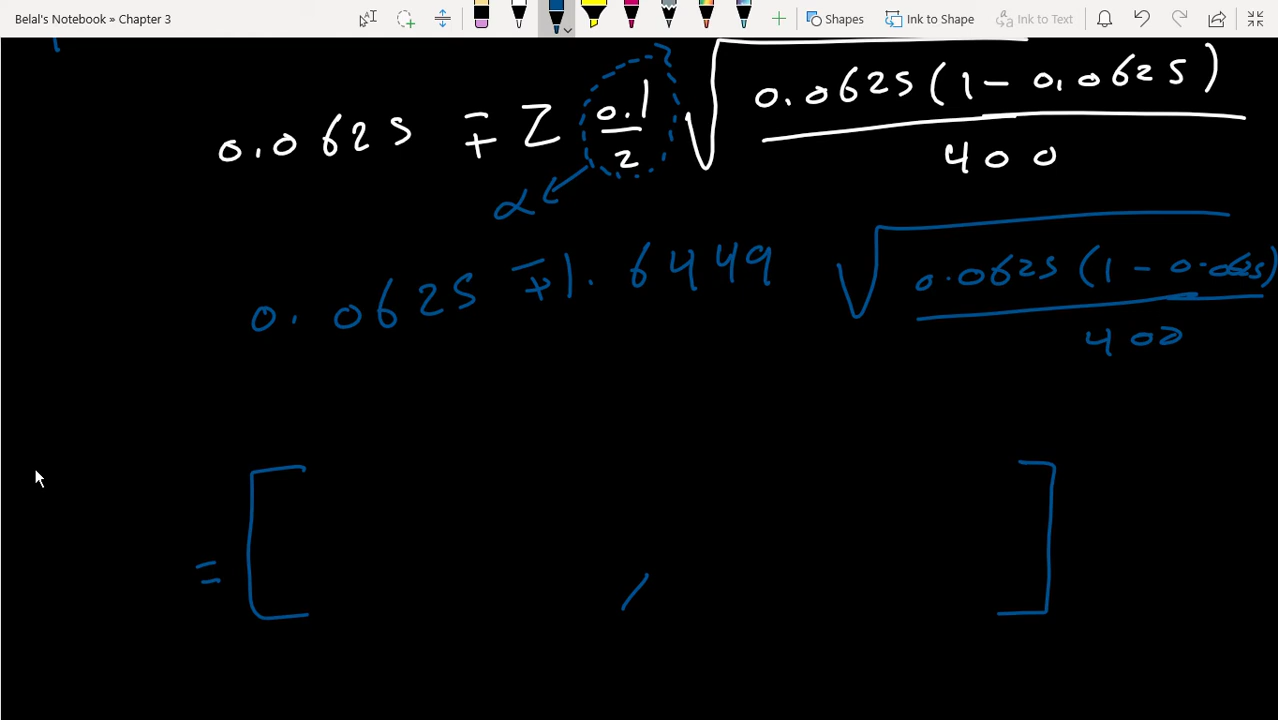 Belal's Notebook » Chapter 3
Shapes Ink to Shape Ink to Text
0.0625 ∓ Z 0.1/2 √(0.0625(1-0.0625)/400)
α
0.0625 ∓ 1.6449 √(0.0625(1-0.0625)/400)
= [ , ]